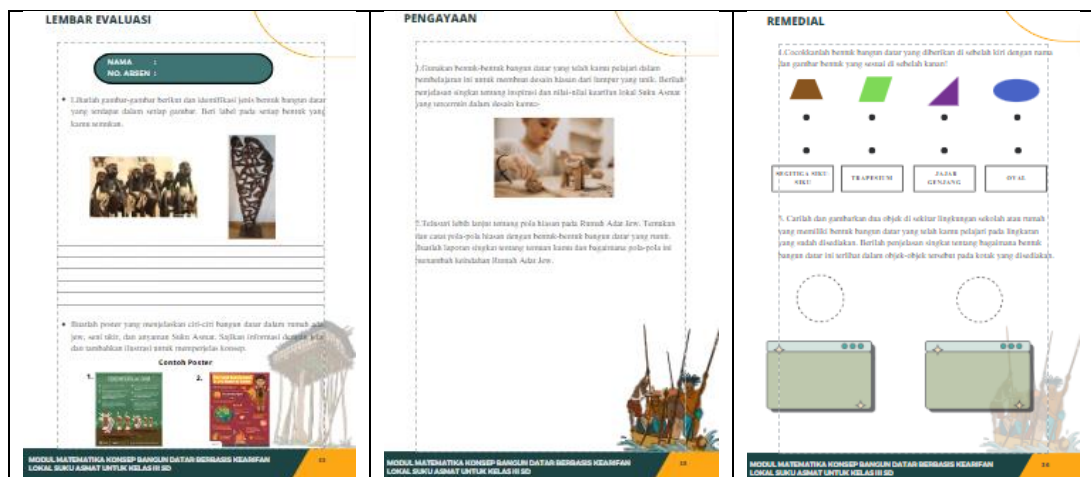 LEMBAR EVALUASI
NAMA :
NO. ABSEN :
1.Lihatlah gambar-gambar berikut dan identifikasi jenis bentuk bangun datar
yang terdapat dalam setiap gambar. Beri label pada setiap bentuk yang
kamu temukan.
Buatlah poster yang menjelaskan ciri-ciri bangun datar dalam rumah adat
jew, seni ukir, dan anyaman Suku Asmat. Sajikan informasi dengan jelas
dan tambahkan ilustrasi untuk memperjelas konsep.
Contoh Poster
1.
2.
MODUL MATEMATIKA KONSEP BANGUN DATAR BERBASIS KEARIFAN
LOKAL SUKU ASMAT UNTUK KELAS III SD
PENGAYAAN
1.Gunakan bentuk-bentuk bangun datar yang telah kamu pelajari dalam
pembelajaran ini untuk membuat desain hiasan dari lumpur yang unik. Berilah
penjelasan singkat tentang inspirasi dan nilai-nilai kearifan lokal Suku Asmat
yang tercermin dalam desain kamu>
2.Telusuri lebih lanjut tentang pola hiasan pada Rumah Adat Jew. Temukan
dan catat pola-pola hiasan dengan bentuk-bentuk bangun datar yang rumit.
Buatlah laporan singkat tentang temuan kamu dan bagaimana pola-pola ini
menambah keindahan Rumah Adat Jew.
MODUL MATEMATIKA KONSEP BANGUN DATAR BERBASIS KEARIFAN
LOKAL SUKU ASMAT UNTUK KELAS III SD
REMEDIAL
1.Cocokkanlah bentuk bangun datar yang diberikan di sebelah kiri dengan nama
dan gambar bentuk yang sesuai di sebelah kanan!
SEGITIGA SIKU-
SIKU
TRAPESIUM
JAJAR
GENJANG
OVAL
Carilah dan gambarkan dua objek di sekitar lingkungan sekolah atau rumah
yang memiliki bentuk bangun datar yang telah kamu pelajari pada lingkaran
yang sudah disediakan. Berilah penjelasan singkat tentang bagaimana bentuk
bangun datar ini terlihat dalam objek-objek tersebut pada kotak yang disediakan.
MODUL MATEMATIKA KONSEP BANGUN DATAR BERBASIS KEARIFAN
LOKAL SUKU ASMAT UNTUK KELAS III SD